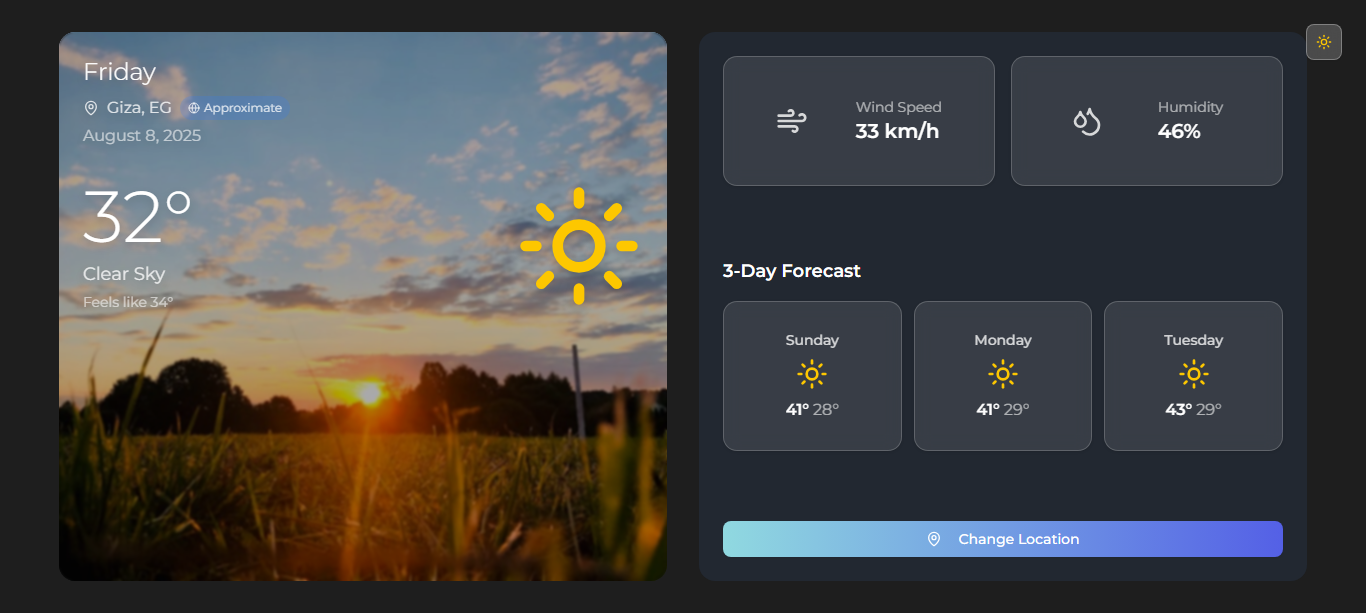 Friday
Giza, EG Approximate
August 8, 2025
32°
Clear Sky
Feels like 34°
Wind Speed
33 km/h
Humidity
46%
3-Day Forecast
Sunday
41° 28°
Monday
41° 29°
Tuesday
43° 29°
Change Location